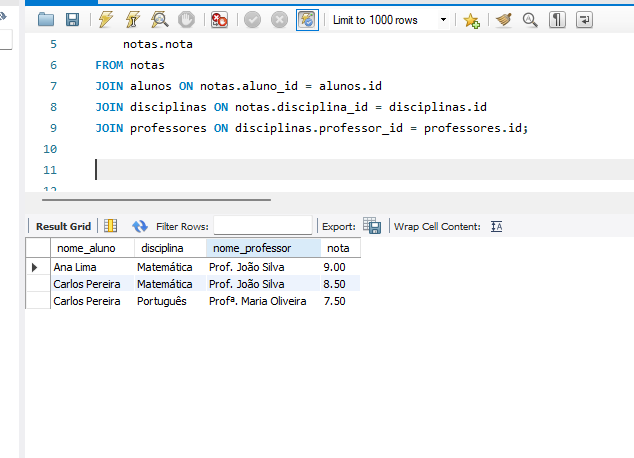 Limit to 1000 rows
5 notas.nota
6 FROM notas
7 JOIN alunos ON notas.aluno_id = alunos.id
8 JOIN disciplinas ON notas.disciplina_id = disciplinas.id
9 JOIN professores ON disciplinas.professor_id = professores.id;
10
11
12
Result Grid Filter Rows: Export: Wrap Cell Content:
nome_aluno disciplina nome_professor nota
Ana Lima Matemática Prof. João Silva 9.00
Carlos Pereira Matemática Prof. João Silva 8.50
Carlos Pereira Português Profª. Maria Oliveira 7.50